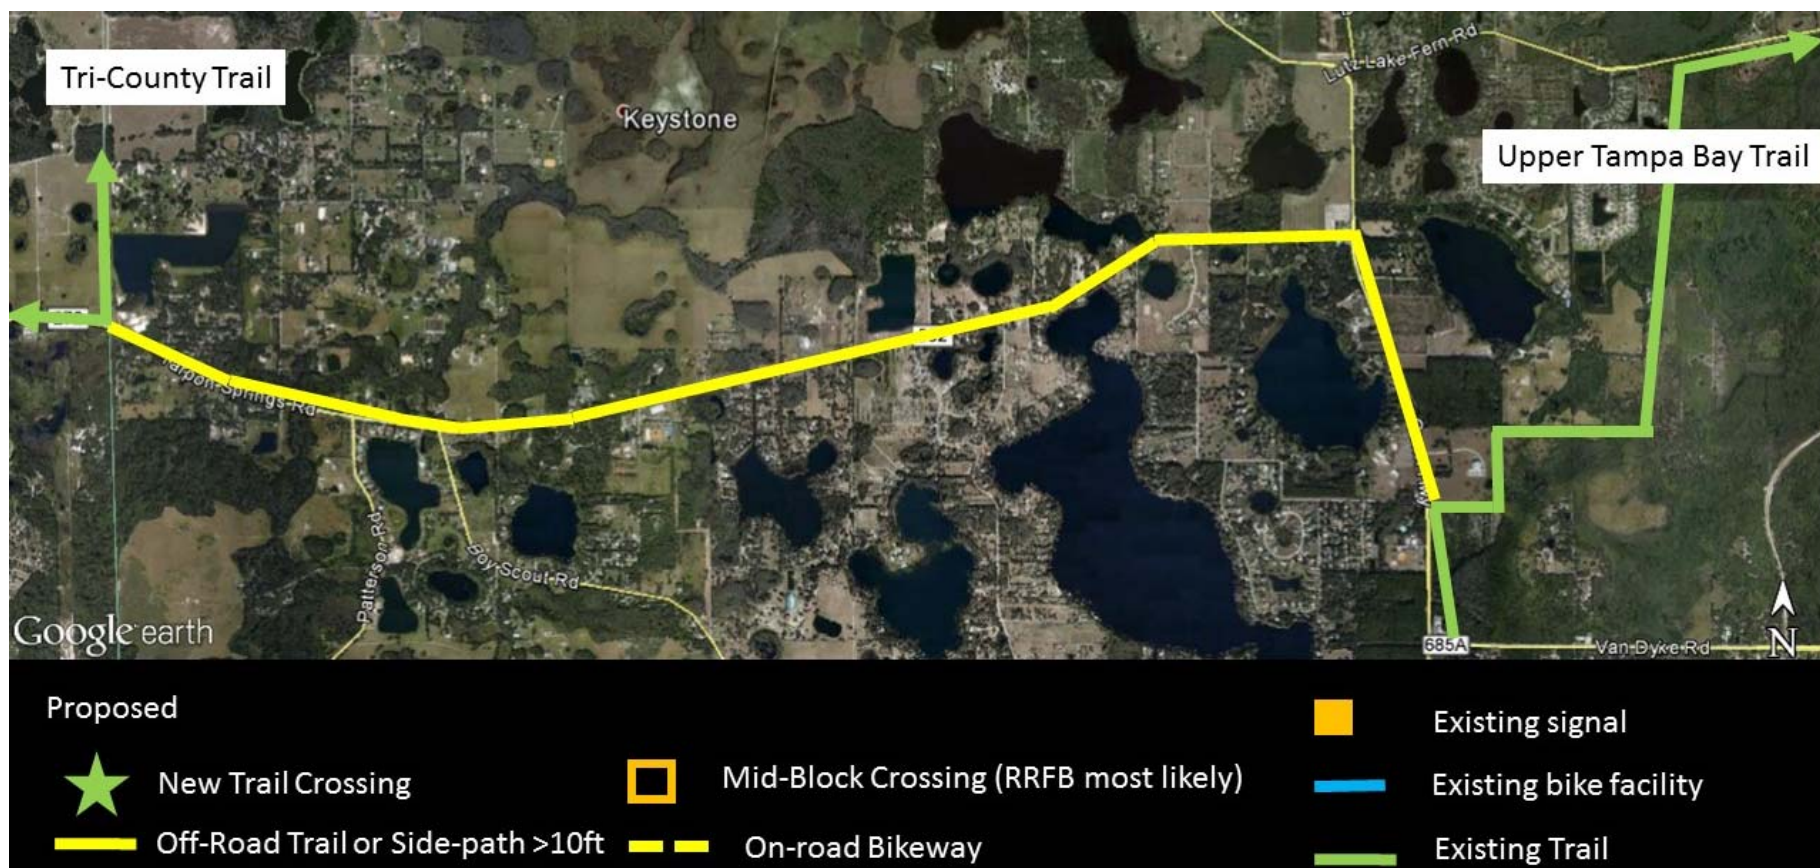 Tri-County Trail
Keystone
Lutz Lake Fern Rd
Upper Tampa Bay Trail
Tarpon Springs Rd
Patterson Rd
Boy Scout Rd
Google earth
685A
Van Dyke Rd
N
Proposed
New Trail Crossing
Off-Road Trail or Side-path >10ft
Mid-Block Crossing (RRFB most likely)
On-road Bikeway
Existing signal
Existing bike facility
Existing Trail